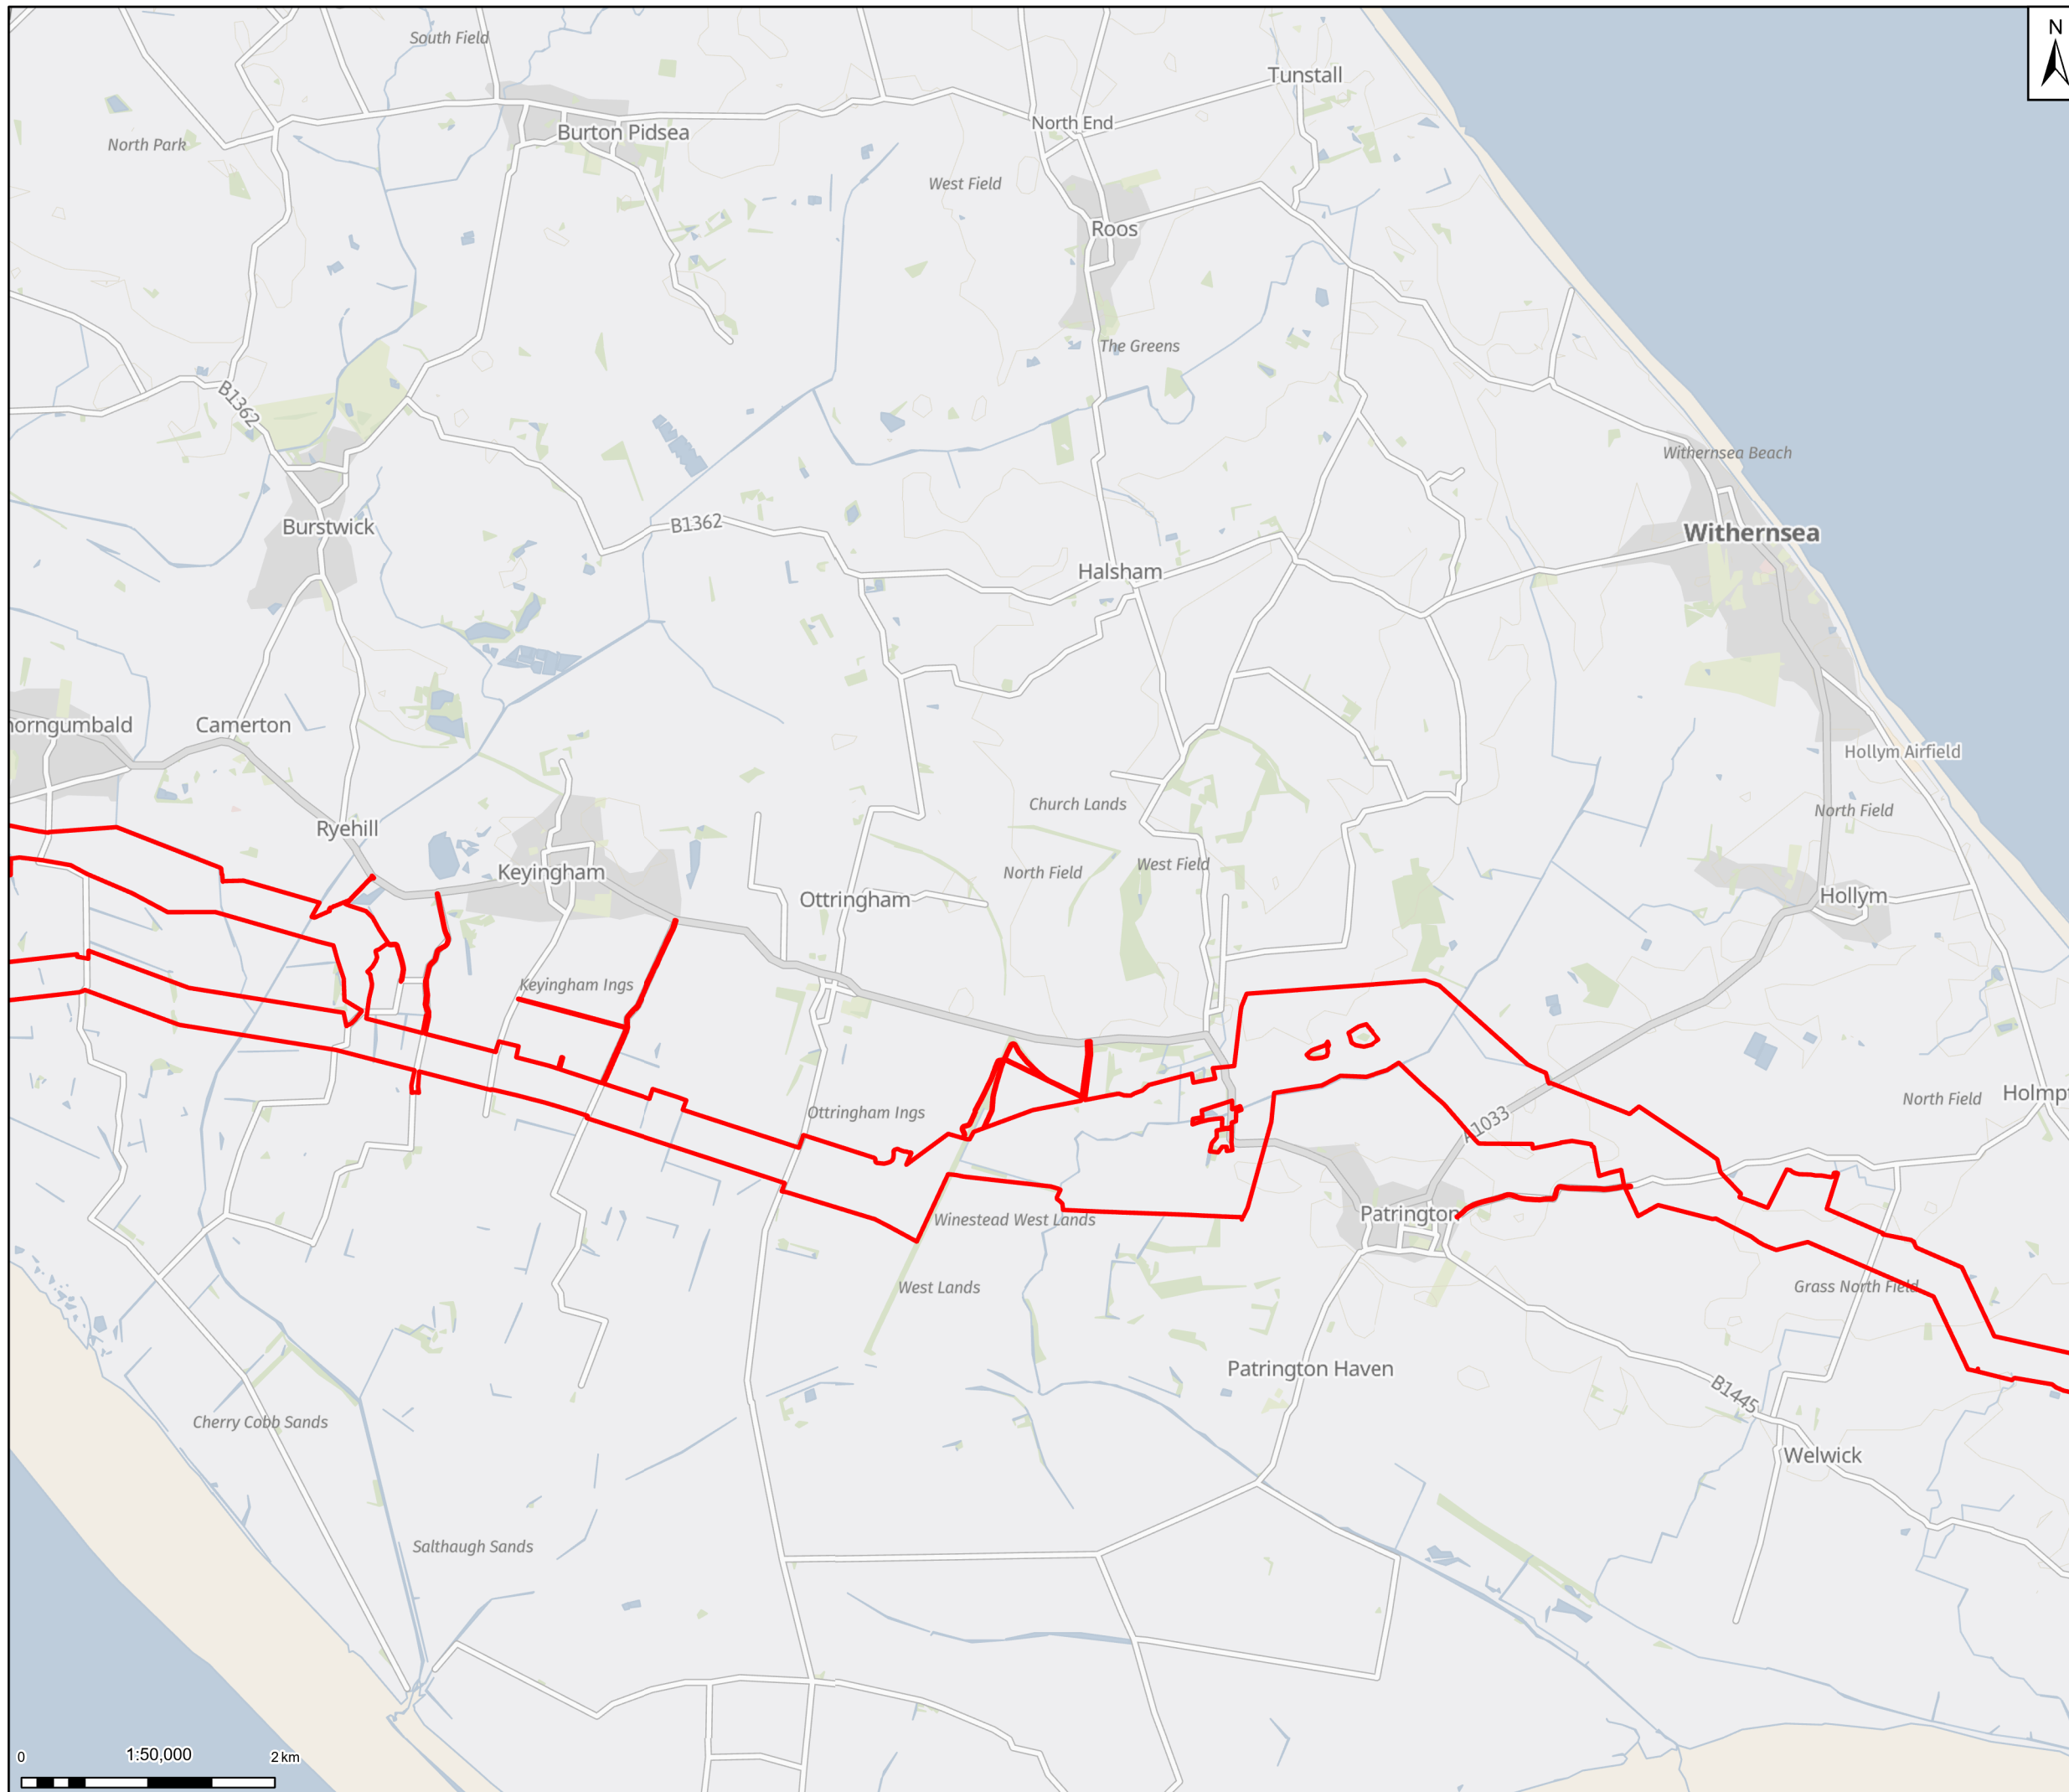 N
South Field
Tunstall
North End
Burton Pidsea
North Park
West Field
Roos
The Greens
B1362
Withernsea Beach
B1362
Burstwick
Withernsea
Halsham
horngumbald
Camerton
Hollym Airfield
Church Lands
North Field
Ryehill
West Field
Keyingham
North Field
Hollym
Ottringham
Keyingham Ings
Holmpt
North Field
Ottringham Ings
A1033
Patrington
Winestead West Lands
West Lands
Grass North Field
Patrington Haven
B1445
Cherry Cobb Sands
Welwick
Salthaugh Sands
0 1:50,000 2 km